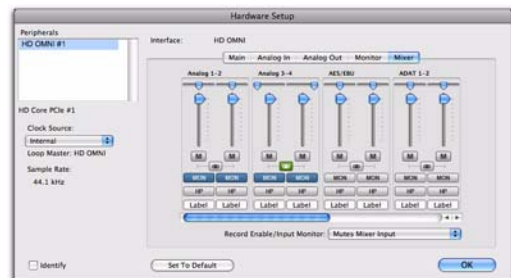 Hardware Setup
Peripherals
HD OMNI #1
Interface: HD OMNI
Main Analog In Analog Out Monitor Mixer
Analog 1-2 Analog 3-4 AES/EBU ADAT 1-2
HD Core PCIe #1
Clock Source:
Internal
Loop Master: HD OMNI
Sample Rate:
44.1 kHz
M M M M M M M M
MON MON MON MON MON MON MON MON
HP HP HP HP HP HP HP HP
Label Label Label Label Label Label Label Label
Record Enable/Input Monitor: Mutes Mixer Input
Identify
Set To Default
OK